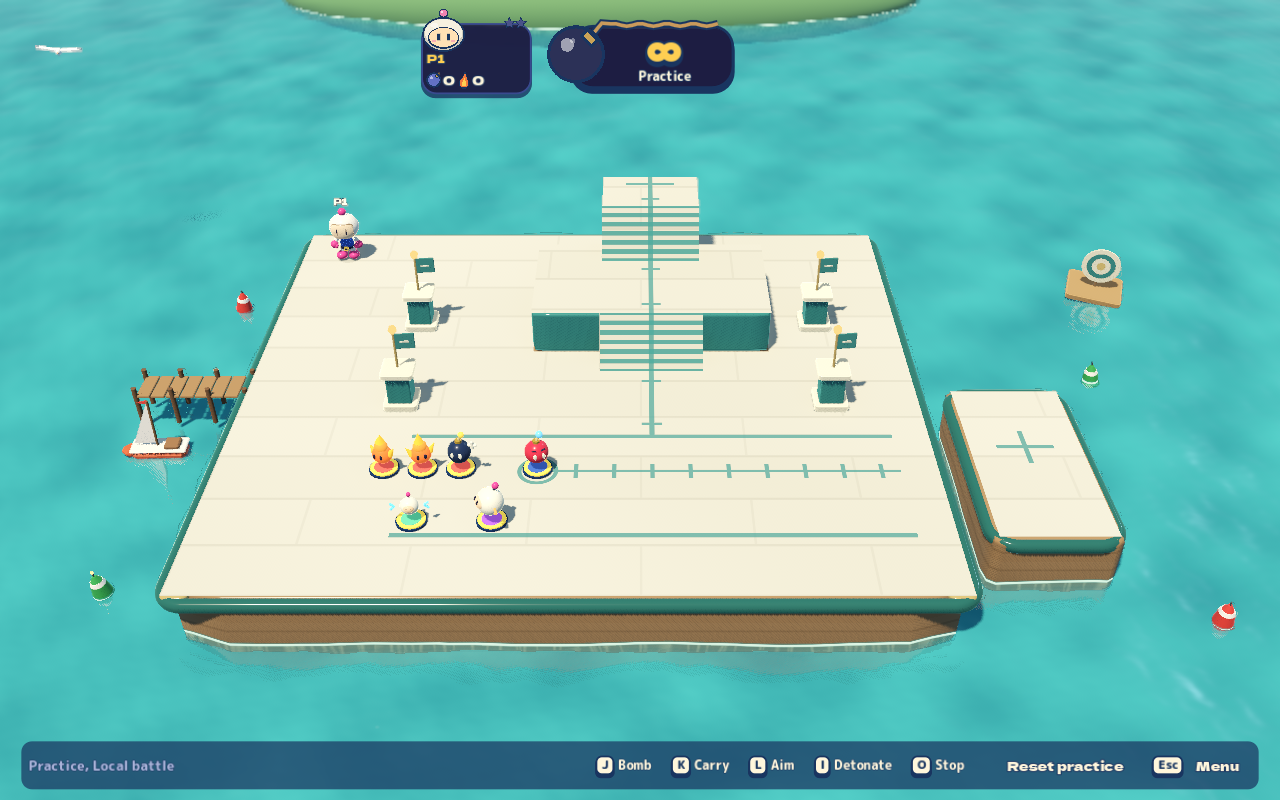 P1
0 0
∞
Practice
P1
Practice, Local battle
J Bomb K Carry L Aim I Detonate O Stop Reset practice Esc Menu